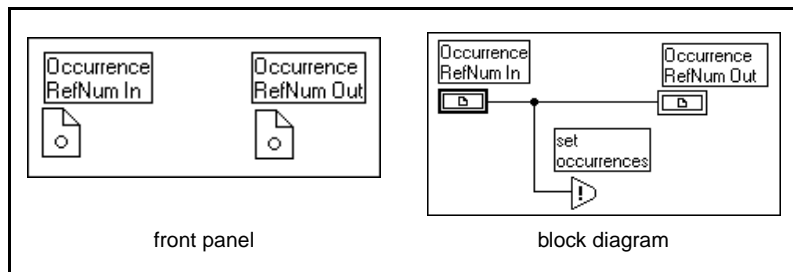 Occurrence
RefNum In
Occurrence
RefNum Out
Occurrence
RefNum In
Occurrence
RefNum Out
set
occurrences
!
front panel
block diagram